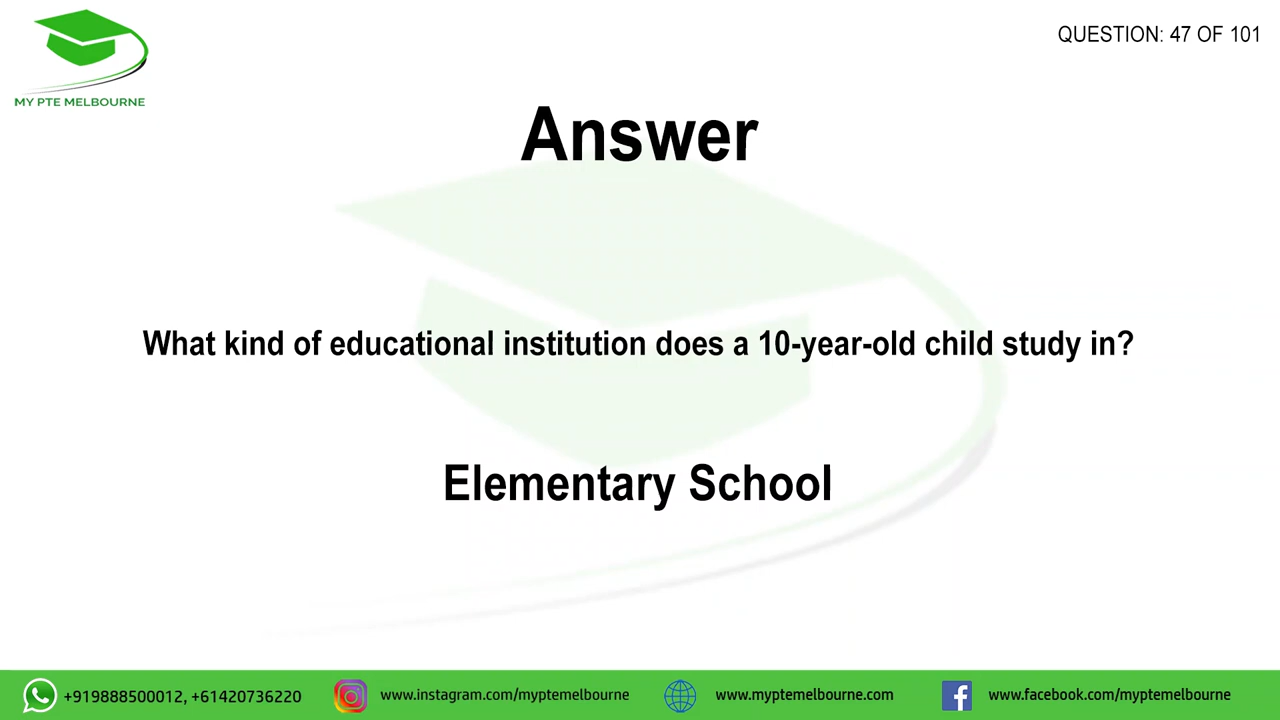 QUESTION: 47 OF 101
MY PTE MELBOURNE
Answer
What kind of educational institution does a 10-year-old child study in?
Elementary School
+919888500012, +61420736220
www.instagram.com/myptemelbourne
www.myptemelbourne.com
www.facebook.com/myptemelbourne